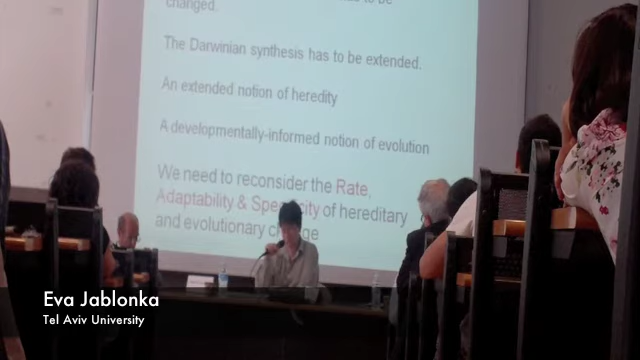 changed.
The Darwinian synthesis has to be extended.
An extended notion of heredity
A developmentally-informed notion of evolution
We need to reconsider the Rate,
Adaptability & Specificity of hereditary
and evolutionary change
Eva Jablonka
Tel Aviv University